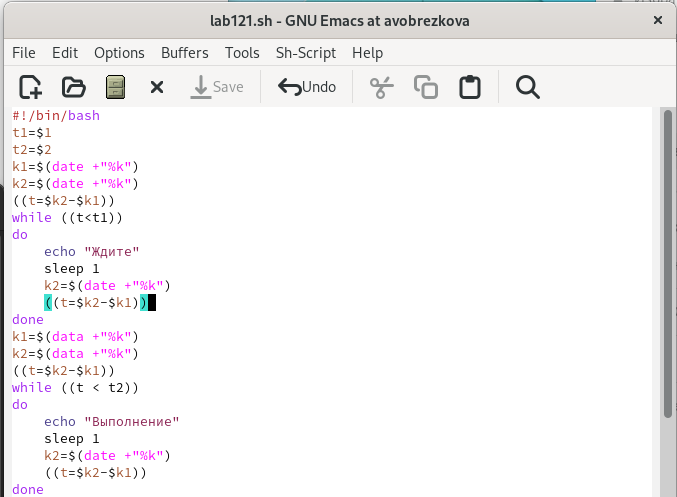 lab121.sh - GNU Emacs at avobrezkova
File Edit Options Buffers Tools Sh-Script Help
Save Undo
#!/bin/bash
t1=$1
t2=$2
k1=$(date +"%k")
k2=$(date +"%k")
((t=$k2-$k1))
while ((t<t1))
do
    echo "Ждите"
    sleep 1
    k2=$(date +"%k")
    ((t=$k2-$k1))
done
k1=$(data +"%k")
k2=$(data +"%k")
((t=$k2-$k1))
while ((t < t2))
do
    echo "Выполнение"
    sleep 1
    k2=$(date +"%k")
    ((t=$k2-$k1))
done